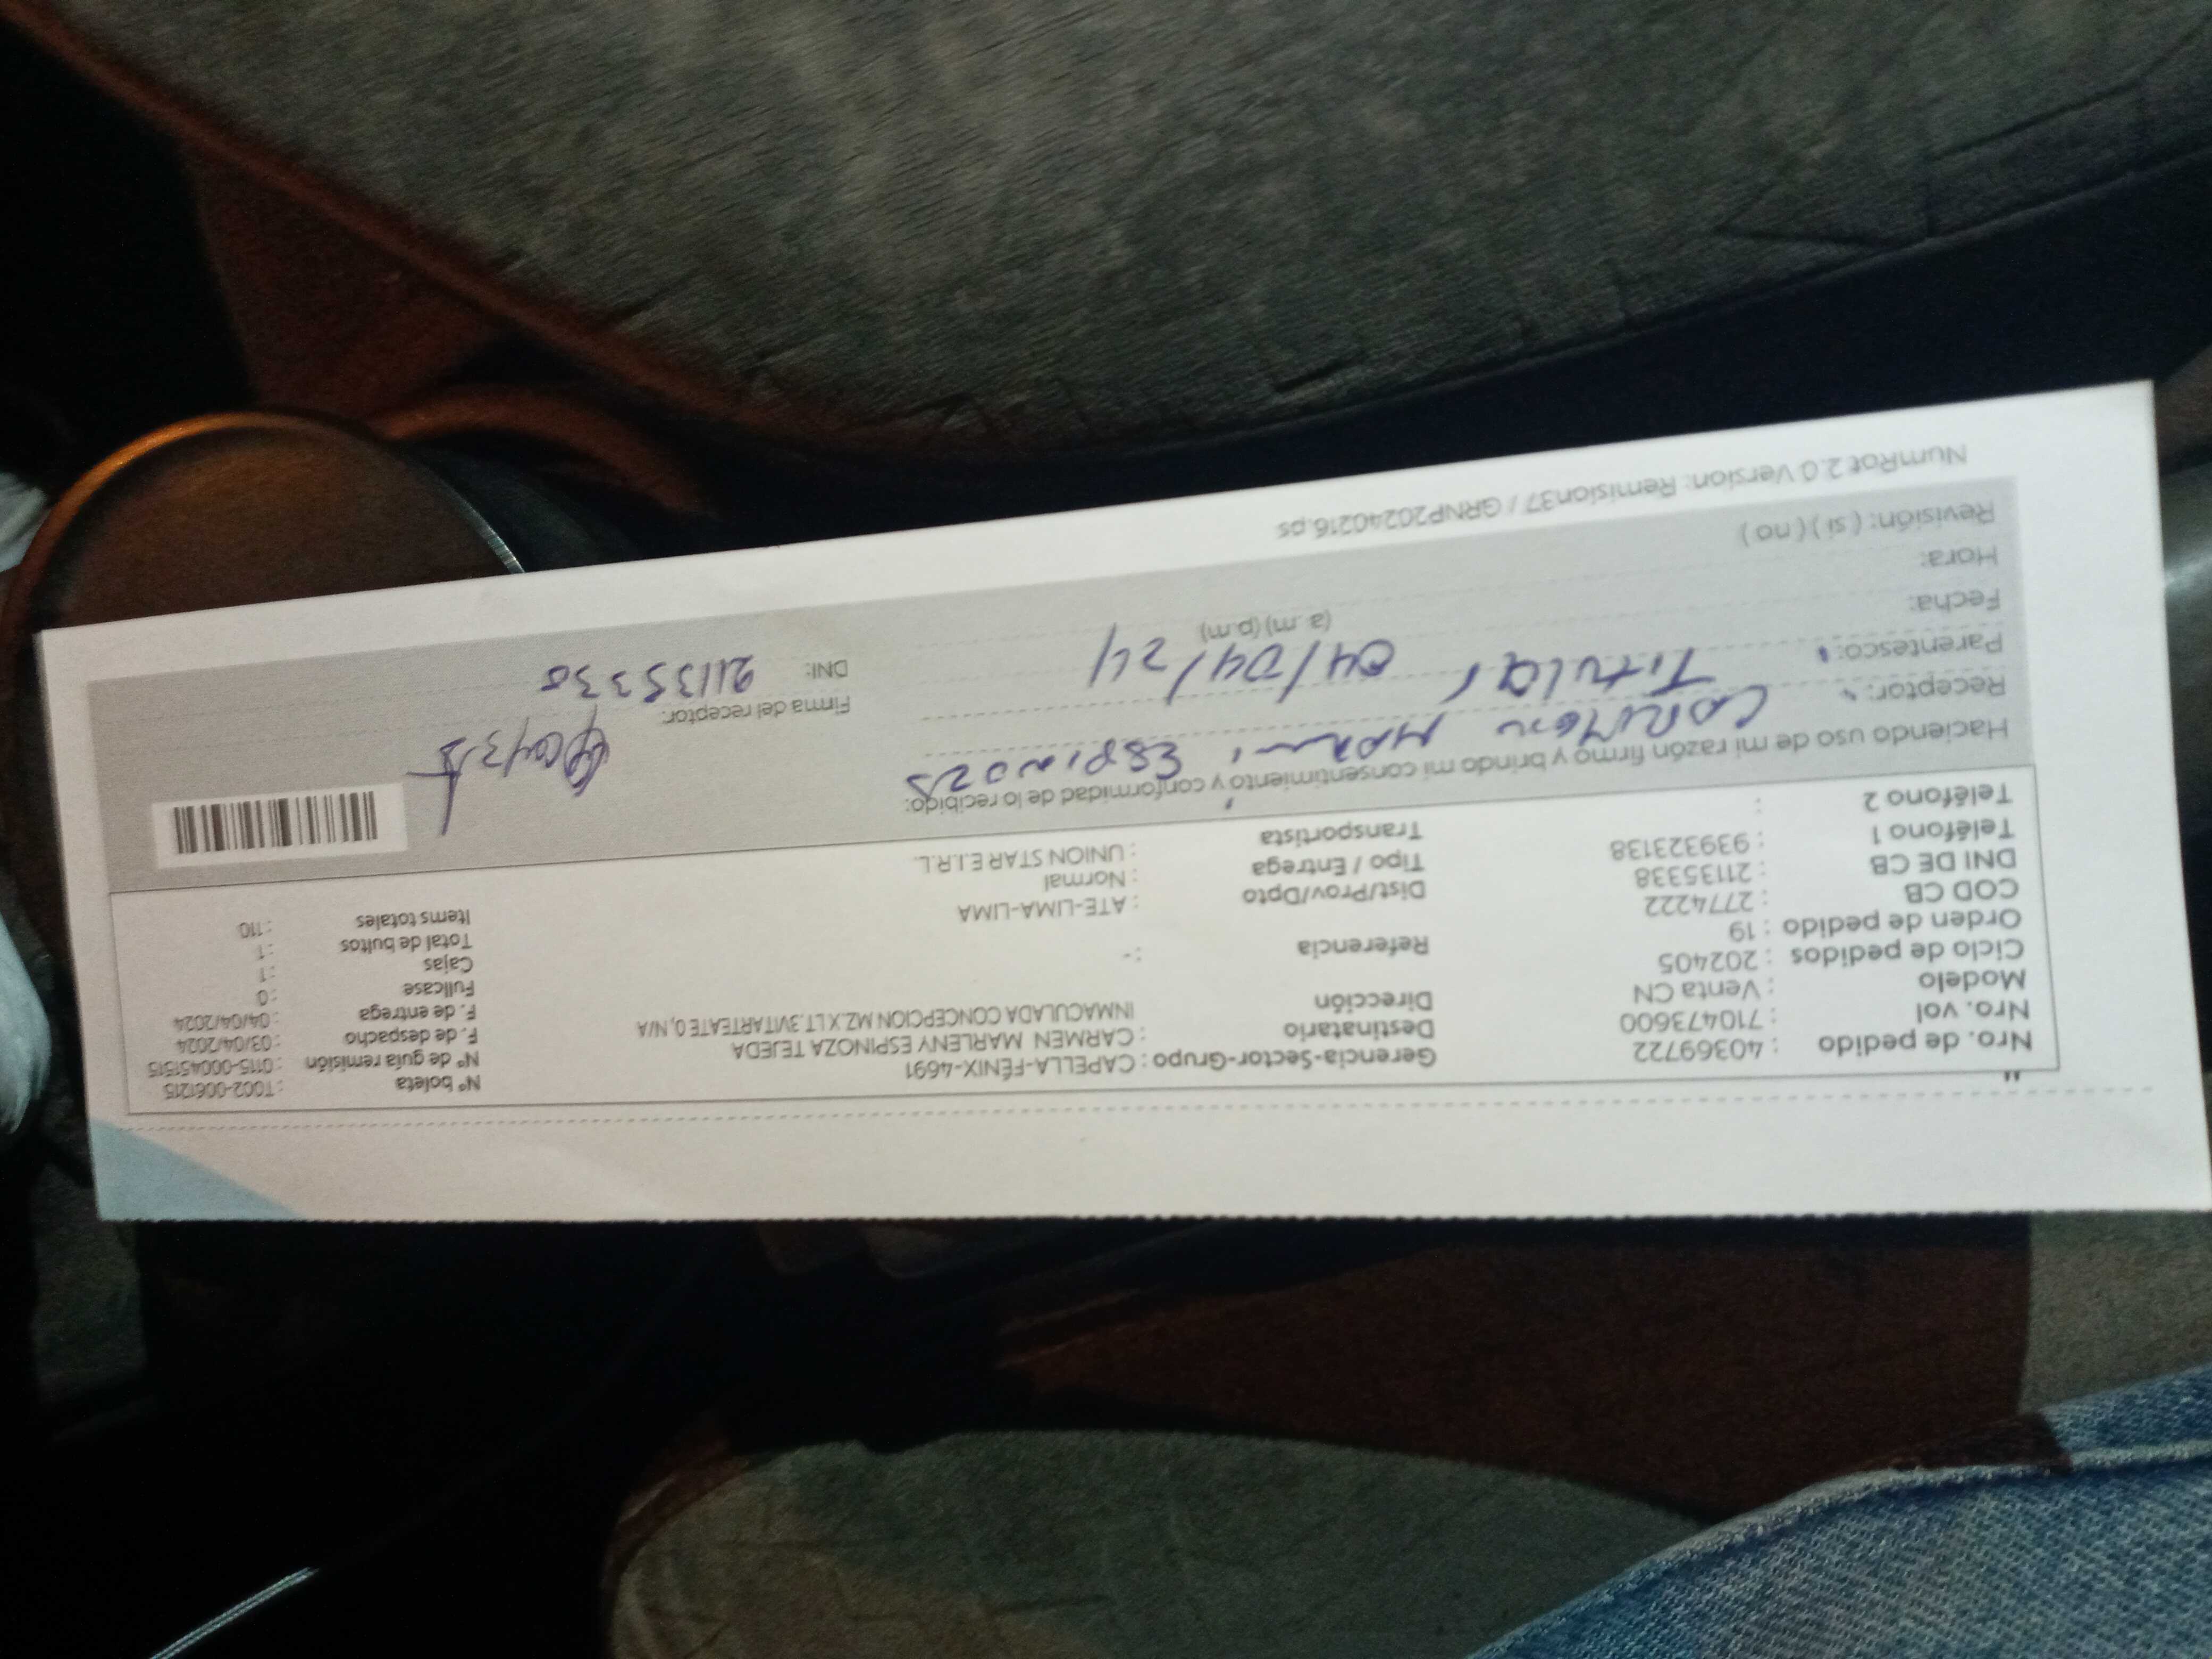 Nro. de pedido : 40369722
Nro. vol : 710473600
Modelo : Venta CN
Ciclo de pedidos : 202405
Orden de pedido : 19
COD CB : 2774222
DNI DE CB : 21135338
Teléfono 1 : 939323138
Teléfono 2 :
Gerencia-Sector-Grupo : CAPELLA-FÉNIX-4691
Destinatario : CARMEN MARLENY ESPINOZA TEJEDA
Dirección INMACULADA CONCEPCION MZ.X LT.3VITARTEATE 0, N/A
Referencia : -
Dist/Prov/Dpto : ATE-LIMA-LIMA
Tipo / Entrega : Normal
Transportista : UNION STAR E.I.R.L.
N° boleta : T002-0061215
N° de guía remisión : 0115-00045151
F. de despacho : 03/04/2024
F. de entrega : 04/04/2024
Fullcase : 0
Cajas : 1
Total de bultos : 1
Items totales : 110
Haciendo uso de mi razón firmo y brindo mi consentimiento y conformidad de lo recibido:
Receptor: Carmen Espinoza
Parentesco: Titular
Fecha: 04/04/24
Hora: (a. m) (p.m)
Revisión: ( si ) ( no )
Firma del receptor:
DNI: 21135338
NumRot 2.0 Version: Remision37 / GRNP20240216.ps